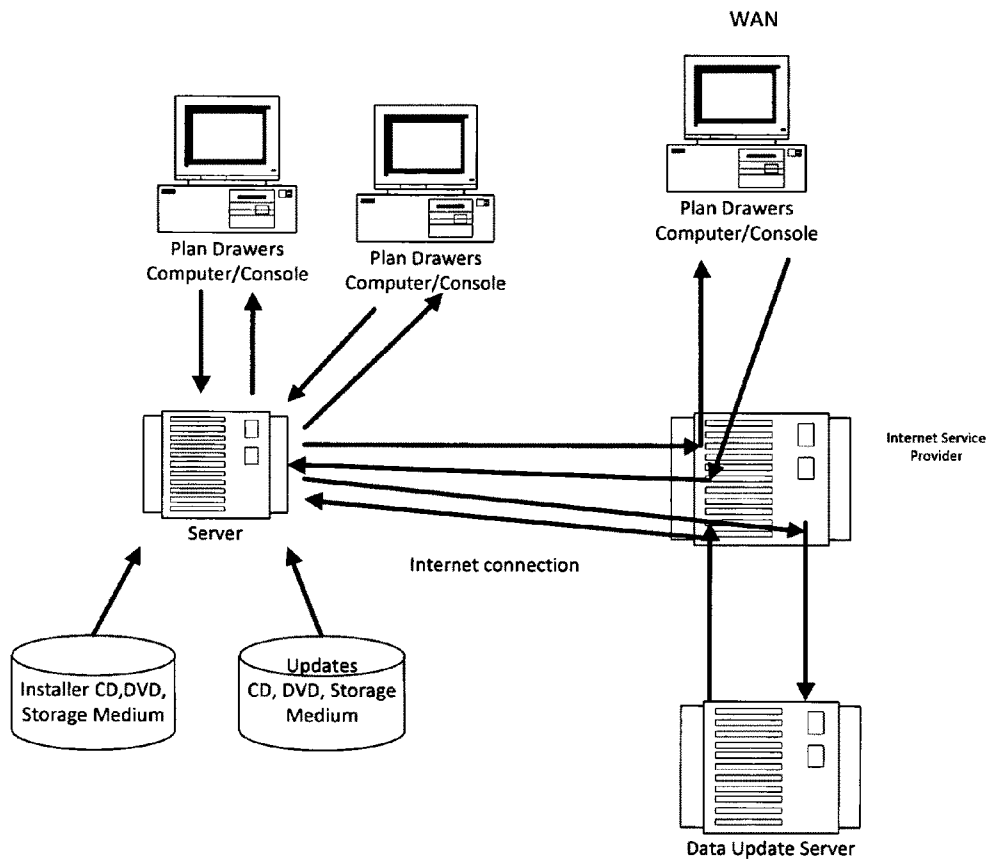 WAN
Plan Drawers
Computer/Console
Plan Drawers
Computer/Console
Plan Drawers
Computer/Console
Internet Service
Provider
Server
Internet connection
Installer CD,DVD,
Storage Medium
Updates
CD, DVD, Storage
Medium
Data Update Server